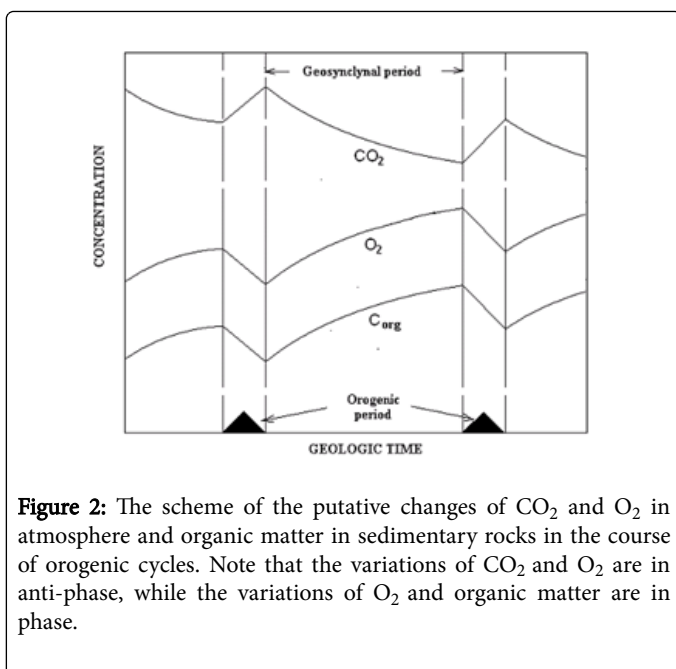 Geosynclynal period
CO₂
O₂
C org
CONCENTRATION
Orogenic
period
GEOLOGIC TIME
Figure 2: The scheme of the putative changes of CO₂ and O₂ in
atmosphere and organic matter in sedimentary rocks in the course
of orogenic cycles. Note that the variations of CO₂ and O₂ are in
anti-phase, while the variations of O₂ and organic matter are in
phase.